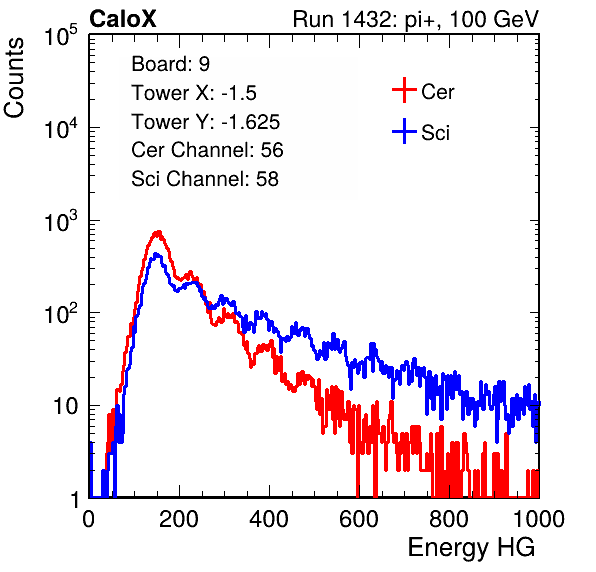 CaloX
Run 1432: pi+, 100 GeV
Counts
Board: 9
Tower X: -1.5
Tower Y: -1.625
Cer Channel: 56
Sci Channel: 58
Cer
Sci
10^5
10^4
10^3
10^2
10
1
0 200 400 600 800 1000
Energy HG